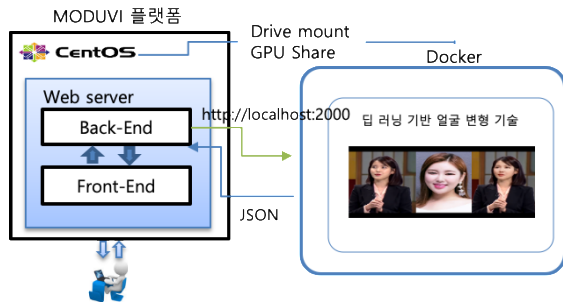 MODUVI 플랫폼
CentOS
Drive mount
GPU Share
Docker
Web server
Back-End
http://localhost:2000
딥 러닝 기반 얼굴 변형 기술
Front-End
JSON